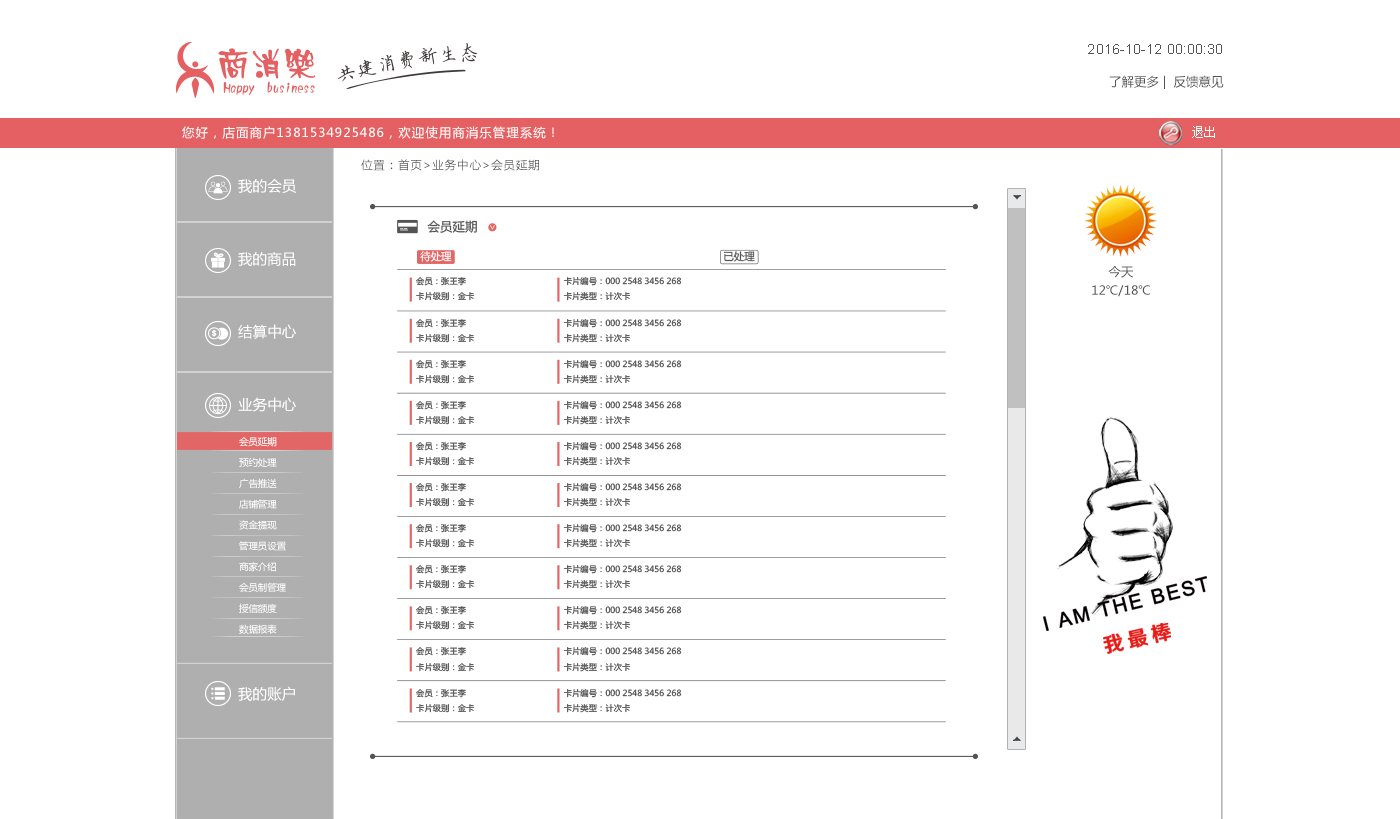 商消樂
Happy business
共建消费新生态
2016-10-12 00:00:30
了解更多 | 反馈意见
您好，店面商户1381534925486，欢迎使用商消乐管理系统！
退出
我的会员
我的商品
结算中心
业务中心
会员延期
预约处理
广告推送
店铺管理
资金提现
管理员设置
商家介绍
会员制管理
授信额度
数据报表
我的账户
位置：首页>业务中心>会员延期
会员延期
待处理 已处理
会员：张王李 卡片编号：000 2548 3456 268
卡片级别：金卡 卡片类型：计次卡
会员：张王李 卡片编号：000 2548 3456 268
卡片级别：金卡 卡片类型：计次卡
会员：张王李 卡片编号：000 2548 3456 268
卡片级别：金卡 卡片类型：计次卡
会员：张王李 卡片编号：000 2548 3456 268
卡片级别：金卡 卡片类型：计次卡
会员：张王李 卡片编号：000 2548 3456 268
卡片级别：金卡 卡片类型：计次卡
会员：张王李 卡片编号：000 2548 3456 268
卡片级别：金卡 卡片类型：计次卡
会员：张王李 卡片编号：000 2548 3456 268
卡片级别：金卡 卡片类型：计次卡
会员：张王李 卡片编号：000 2548 3456 268
卡片级别：金卡 卡片类型：计次卡
会员：张王李 卡片编号：000 2548 3456 268
卡片级别：金卡 卡片类型：计次卡
会员：张王李 卡片编号：000 2548 3456 268
卡片级别：金卡 卡片类型：计次卡
会员：张王李 卡片编号：000 2548 3456 268
卡片级别：金卡 卡片类型：计次卡
今天
12℃/18℃
I AM THE BEST
我最棒